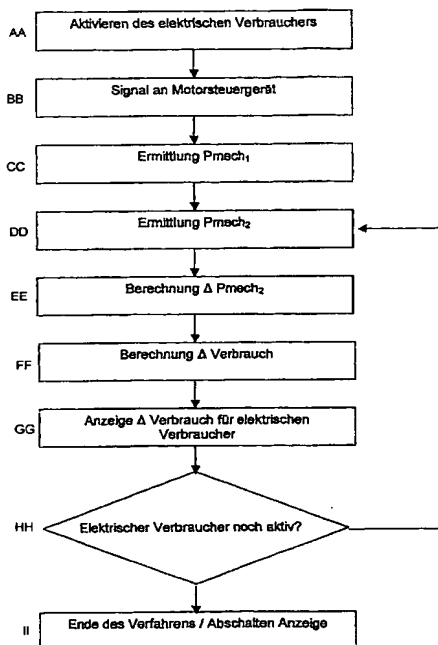 AA Aktivieren des elektrischen Verbrauchers
BB Signal an Motorsteuergerät
CC Ermittlung Pmech₁
DD Ermittlung Pmech₂
EE Berechnung Δ Pmech₂
FF Berechnung Δ Verbrauch
GG Anzeige Δ Verbrauch für elektrischen
Verbraucher
HH Elektrischer Verbraucher noch aktiv?
II Ende des Verfahrens / Abschalten Anzeige